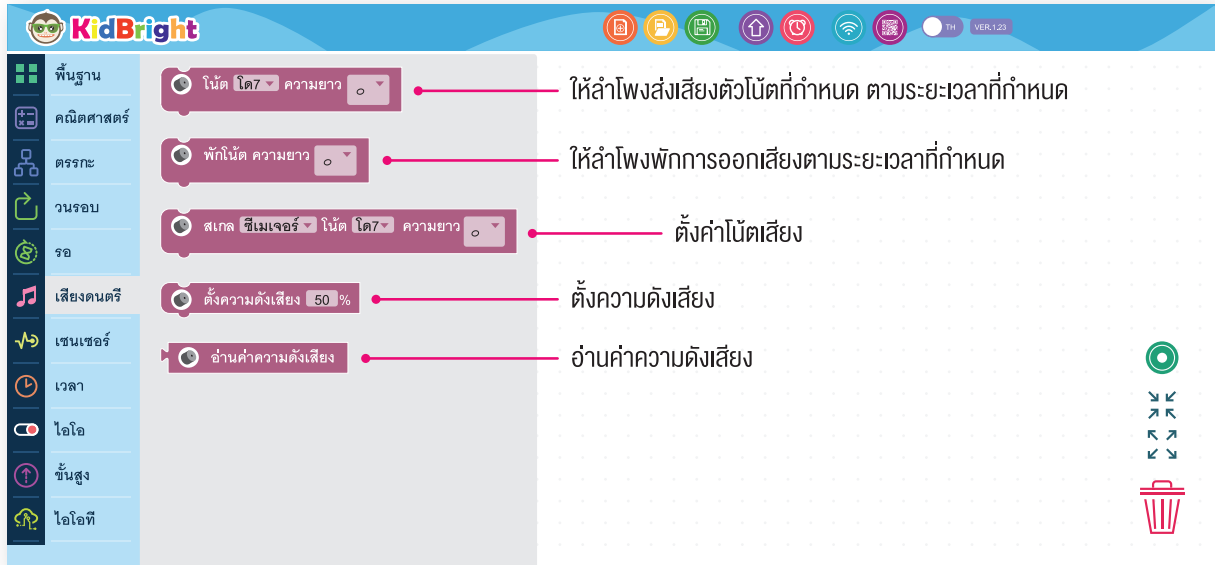 KidBright
TH
VER.1.23
พื้นฐาน
คณิตศาสตร์
ตรรกะ
วนรอบ
รอ
เสียงดนตรี
เซนเซอร์
เวลา
ไอโอ
ขั้นสูง
ไอโอที
โน้ต โด7 ความยาว
ให้ลำโพงส่งเสียงตัวโน้ตที่กำหนด ตามระยะเวลาที่กำหนด
พักโน้ต ความยาว
ให้ลำโพงพักการออกเสียงตามระยะเวลาที่กำหนด
สเกล ซีเมเจอร์ โน้ต โด7 ความยาว
ตั้งค่าโน้ตเสียง
ตั้งความดังเสียง 50 %
ตั้งความดังเสียง
อ่านค่าความดังเสียง
อ่านค่าความดังเสียง